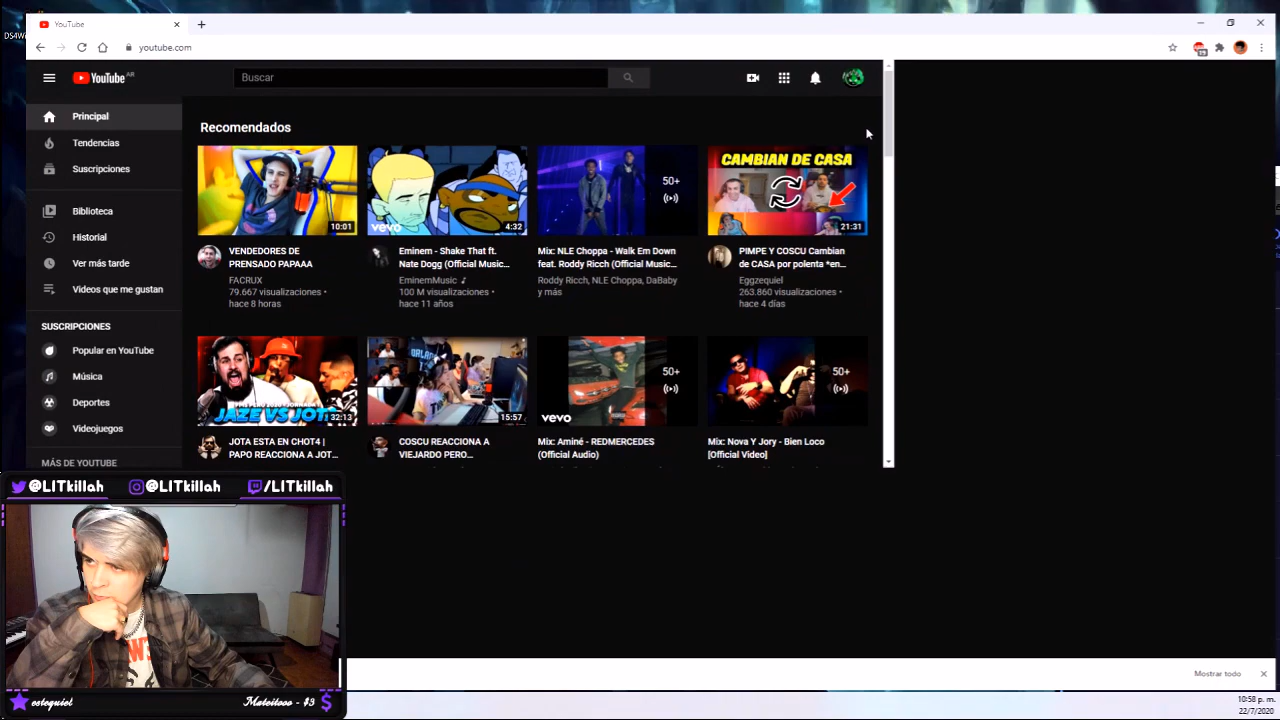 YouTube
DS4Wi
youtube.com
YouTube AR
Buscar
Principal
Tendencias
Suscripciones
Biblioteca
Historial
Ver más tarde
Videos que me gustan
SUSCRIPCIONES
Popular en YouTube
Música
Deportes
Videojuegos
MÁS DE YOUTUBE
Recomendados
10:01
VENDEDORES DE
PRENSADO PAPAAA
FACRUX
79.667 visualizaciones •
hace 8 horas
vevo
4:32
Eminem - Shake That ft.
Nate Dogg (Official Music...
EminemMusic
100 M visualizaciones •
hace 11 años
50+
Mix: NLE Choppa - Walk Em Down
feat. Roddy Ricch (Official Music...
Roddy Ricch, NLE Choppa, DaBaby
y más
CAMBIAN DE CASA
21:31
PIMPE Y COSCU Cambian
de CASA por polenta *en...
Eggzequiel
263.860 visualizaciones •
hace 4 días
JAZE VS JOTA
32:13
JOTA ESTA EN CHOT4 |
PAPO REACCIONA A JOT...
15:57
COSCU REACCIONA A
VIEJARDO PERO...
vevo
50+
Mix: Aminé - REDMERCEDES
(Official Audio)
50+
Mix: Nova Y Jory - Bien Loco
[Official Video]
@LITkillah @LITkillah /LITkillah
estequiel
Mateitooo - $3 $
Mostrar todo
10:58 p. m.
22/7/2020